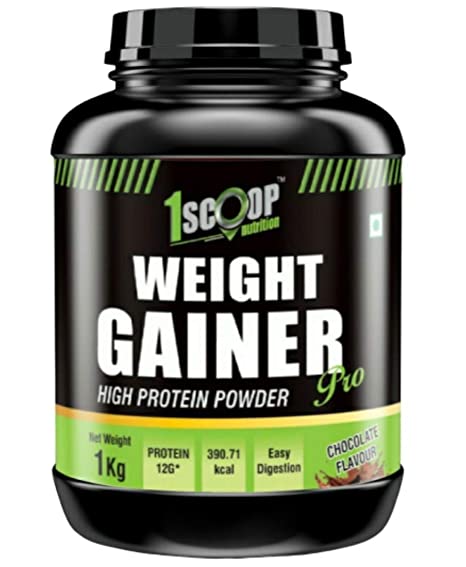 1SCOOP™
nutrition
WEIGHT
GAINER
Pro
HIGH PROTEIN POWDER
Net Weight
1Kg
PROTEIN
12G*
390.71
kcal
Easy
Digestion
CHOCOLATE
FLAVOUR